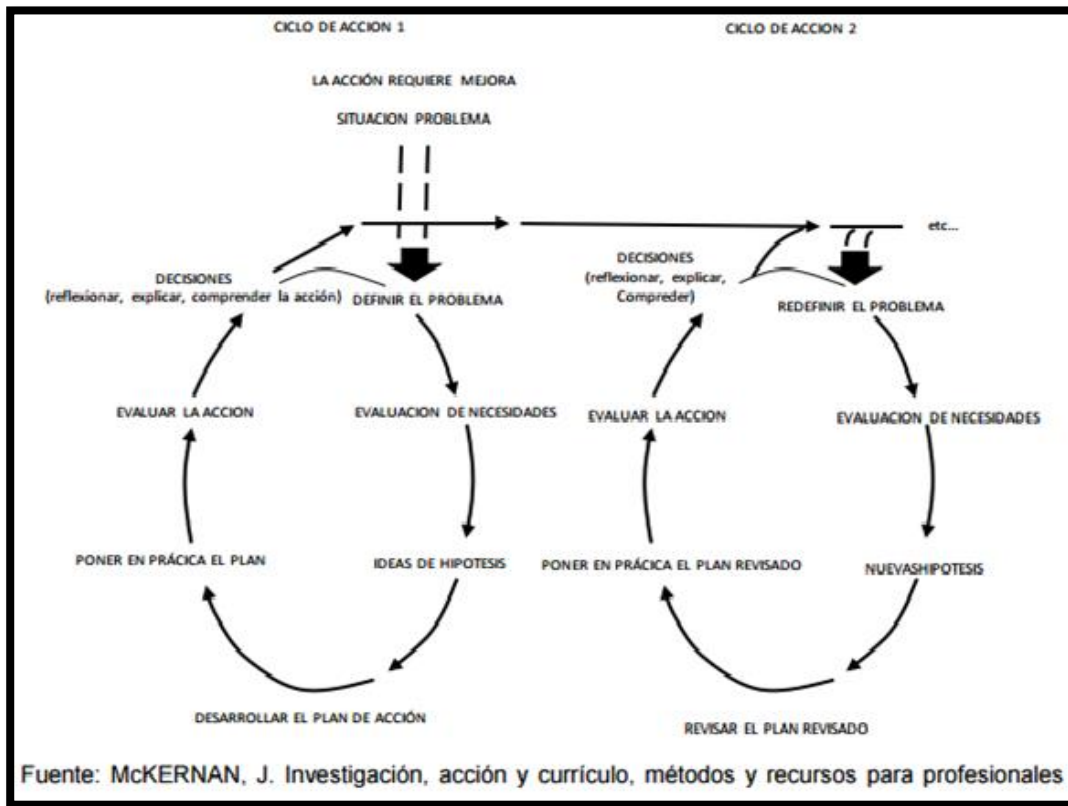 CICLO DE ACCION 1
CICLO DE ACCION 2
LA ACCIÓN REQUIERE MEJORA
SITUACION PROBLEMA
etc...
DECISIONES
(reflexionar, explicar, comprender la acción)
DEFINIR EL PROBLEMA
DECISIONES
(reflexionar, explicar,
Compreder)
REDEFINIR EL PROBLEMA
EVALUAR LA ACCION
EVALUACION DE NECESIDADES
EVALUAR LA ACCION
EVALUACION DE NECESIDADES
PONER EN PRÁCICA EL PLAN
IDEAS DE HIPOTESIS
PONER EN PRÁCICA EL PLAN REVISADO
NUEVASHIPOTESIS
DESARROLLAR EL PLAN DE ACCIÓN
REVISAR EL PLAN REVISADO
Fuente: McKERNAN, J. Investigación, acción y currículo, métodos y recursos para profesionales